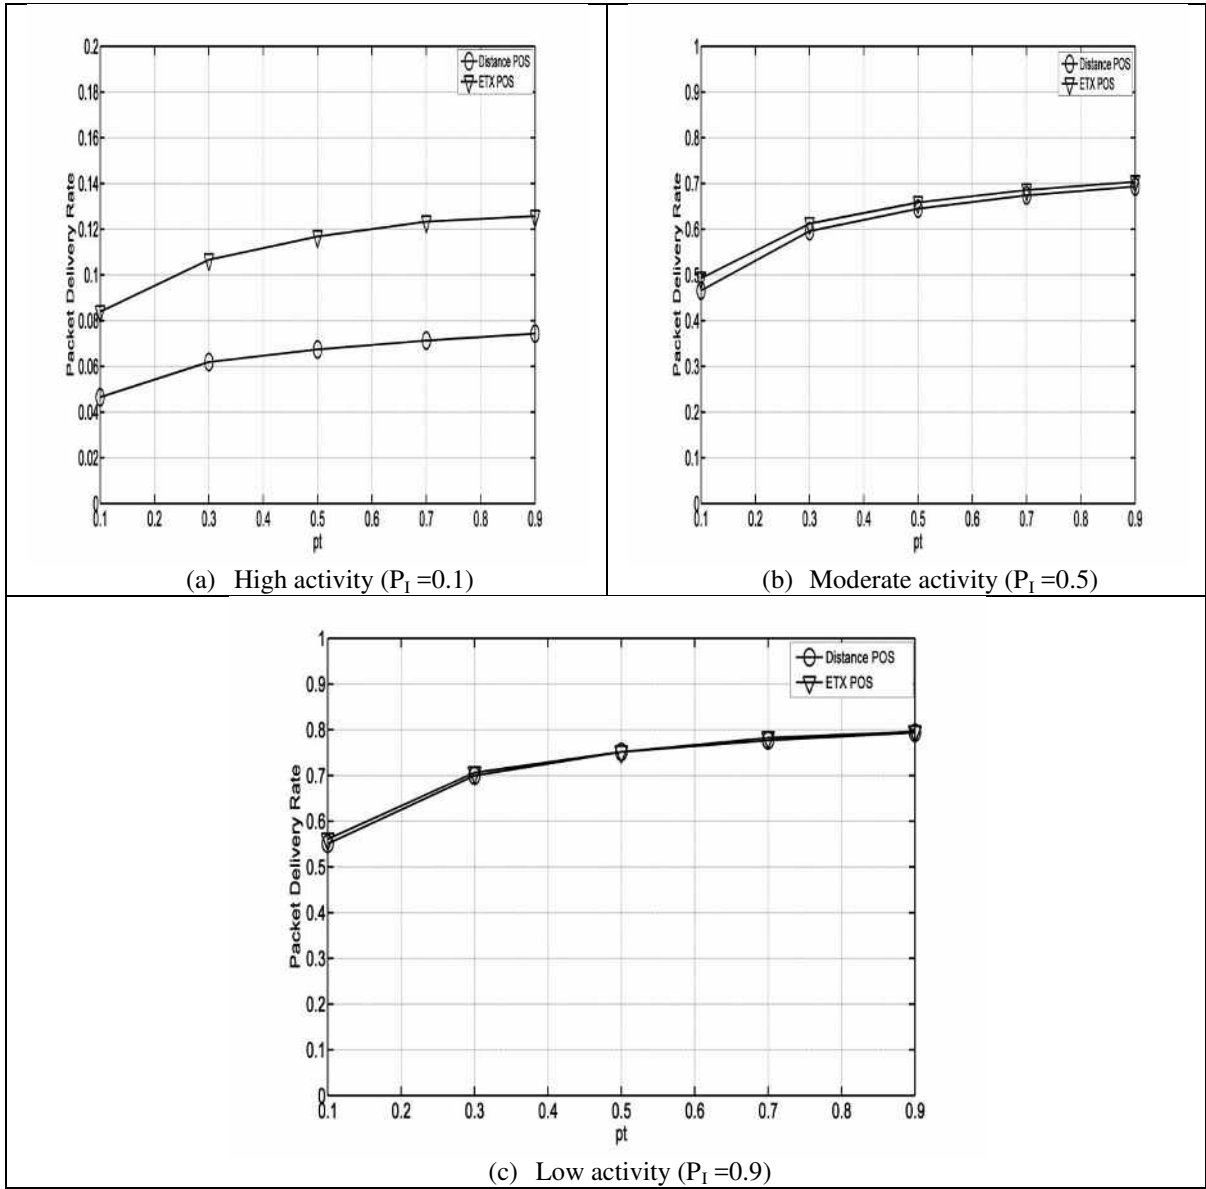 0.2
0.18
0.16
0.14
0.12
0.1
0.08
0.06
0.04
0.02
0
Packet Delivery Rate
Distance POS
ETX POS
0.1 0.2 0.3 0.4 0.5 0.6 0.7 0.8 0.9
pt
(a) High activity (P_I =0.1)
1
0.9
0.8
0.7
0.6
0.5
0.4
0.3
0.2
0.1
0
Packet Delivery Rate
Distance POS
ETX POS
0.1 0.2 0.3 0.4 0.5 0.6 0.7 0.8 0.9
pt
(b) Moderate activity (P_I =0.5)
1
0.9
0.8
0.7
0.6
0.5
0.4
0.3
0.2
0.1
0
Packet Delivery Rate
Distance POS
ETX POS
0.1 0.2 0.3 0.4 0.5 0.6 0.7 0.8 0.9
pt
(c) Low activity (P_I =0.9)